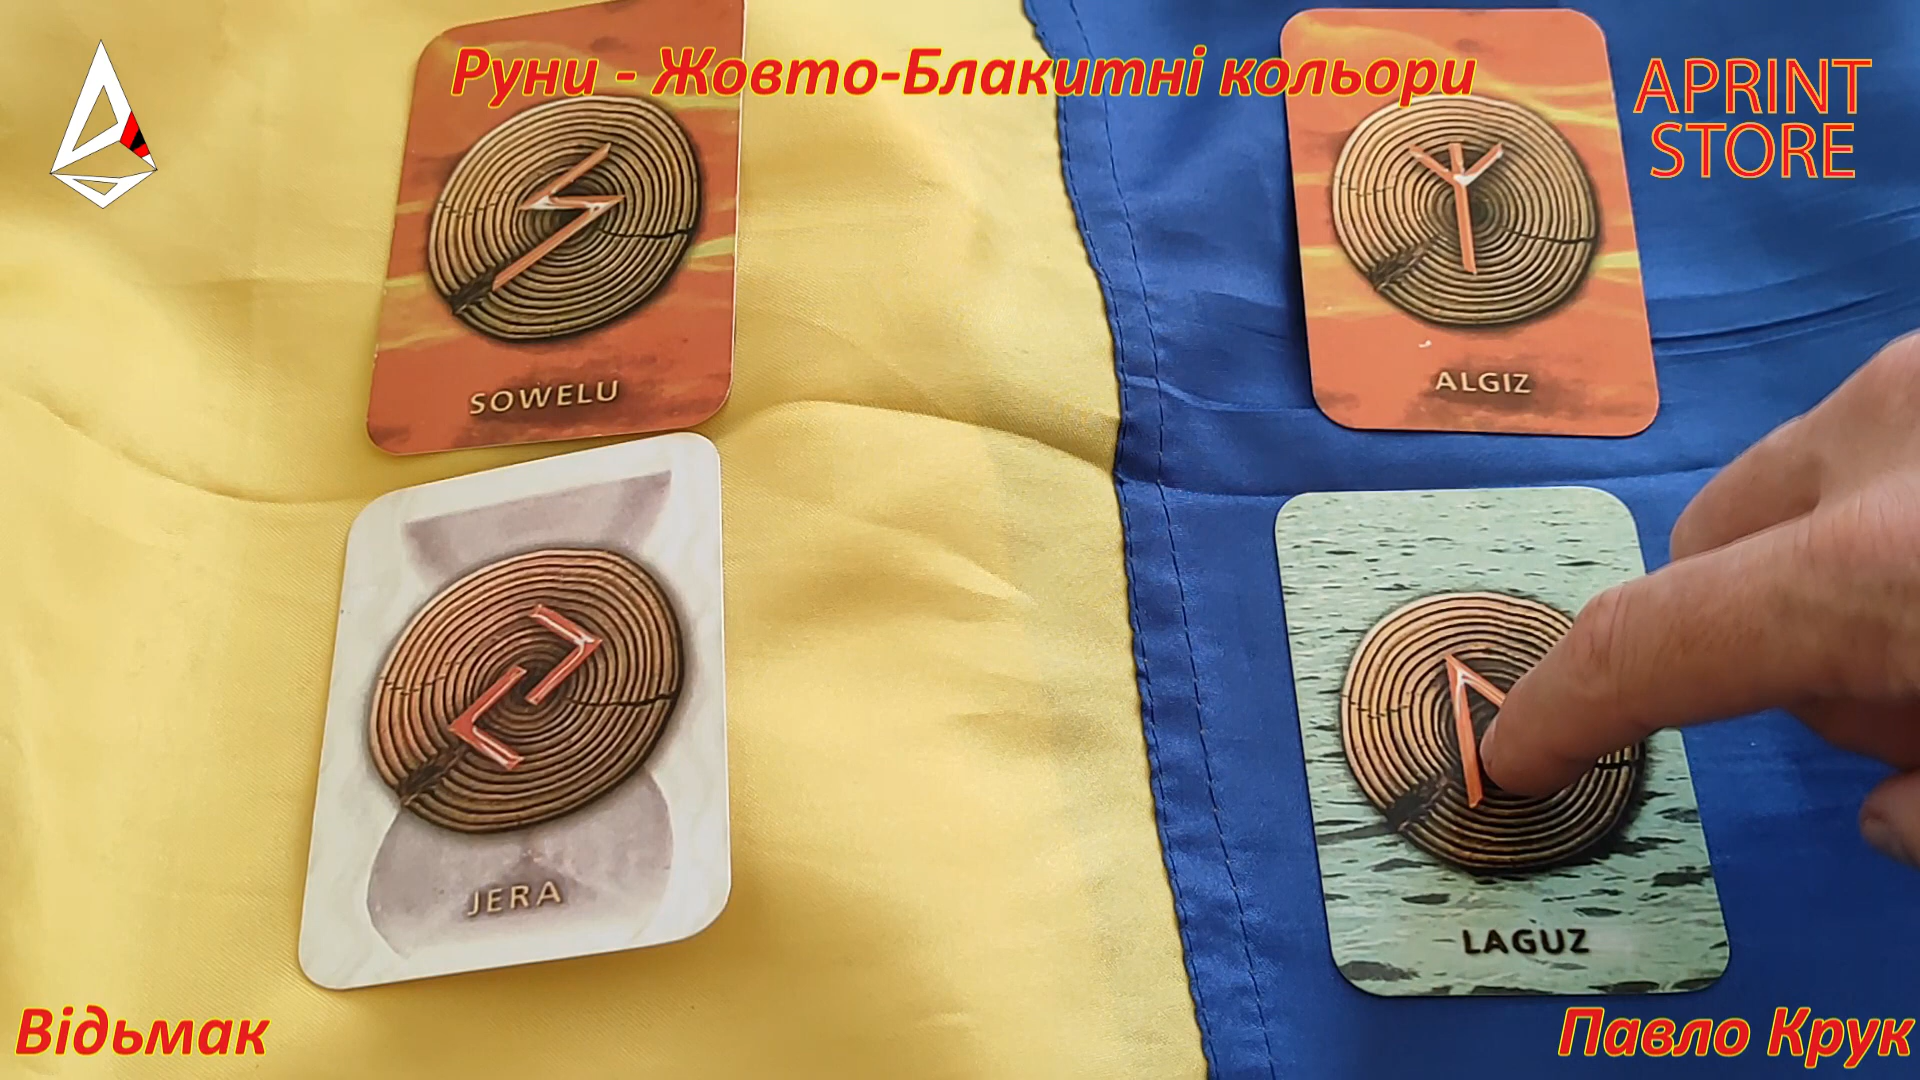 Руни - Жовто-Блакитні кольори
APRINT
STORE
SOWELU
ALGIZ
JERA
LAGUZ
Відьмак
Павло Крук